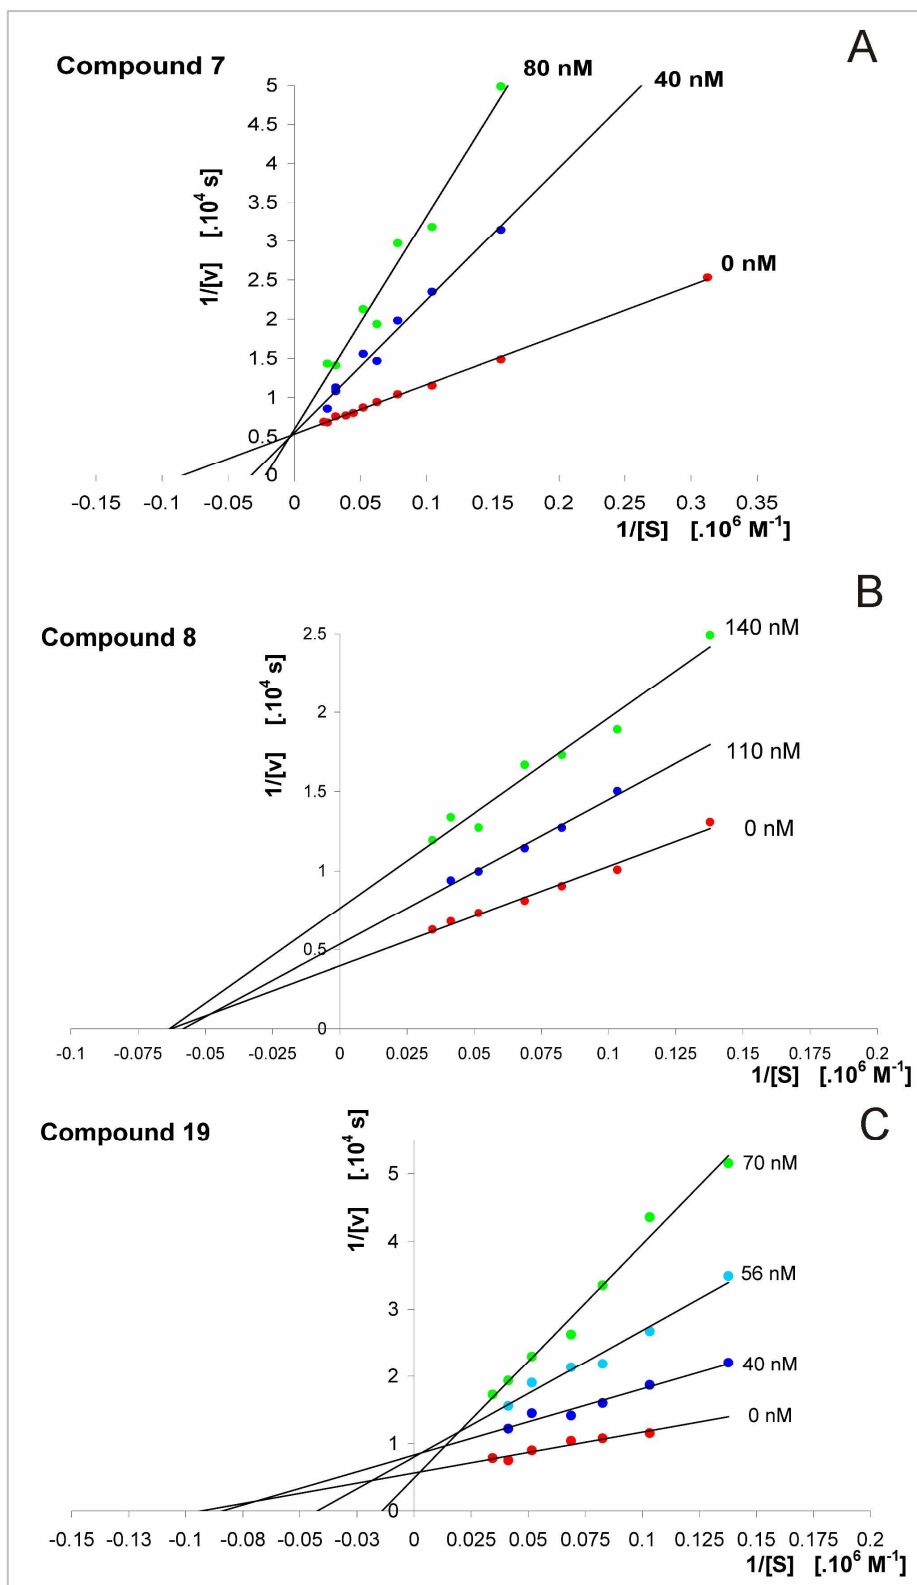 A
Compound 7
80 nM
40 nM
0 nM
1/[v] [.10⁴ s]
5
4.5
4
3.5
3
2.5
2
1.5
1
0.5
0
-0.15 -0.1 -0.05 0 0.05 0.1 0.15 0.2 0.25 0.3 0.35
1/[S] [.10⁶ M⁻¹]
B
Compound 8
140 nM
110 nM
0 nM
1/[v] [.10⁴ s]
2.5
2
1.5
1
0.5
0
-0.1 -0.075 -0.05 -0.025 0 0.025 0.05 0.075 0.1 0.125 0.15 0.175 0.2
1/[S] [.10⁶ M⁻¹]
C
Compound 19
70 nM
56 nM
40 nM
0 nM
1/[v] [.10⁴ s]
5
4
3
2
1
0
-0.15 -0.13 -0.1 -0.08 -0.05 -0.03 0 0.025 0.05 0.075 0.1 0.125 0.15 0.175 0.2
1/[S] [.10⁶ M⁻¹]